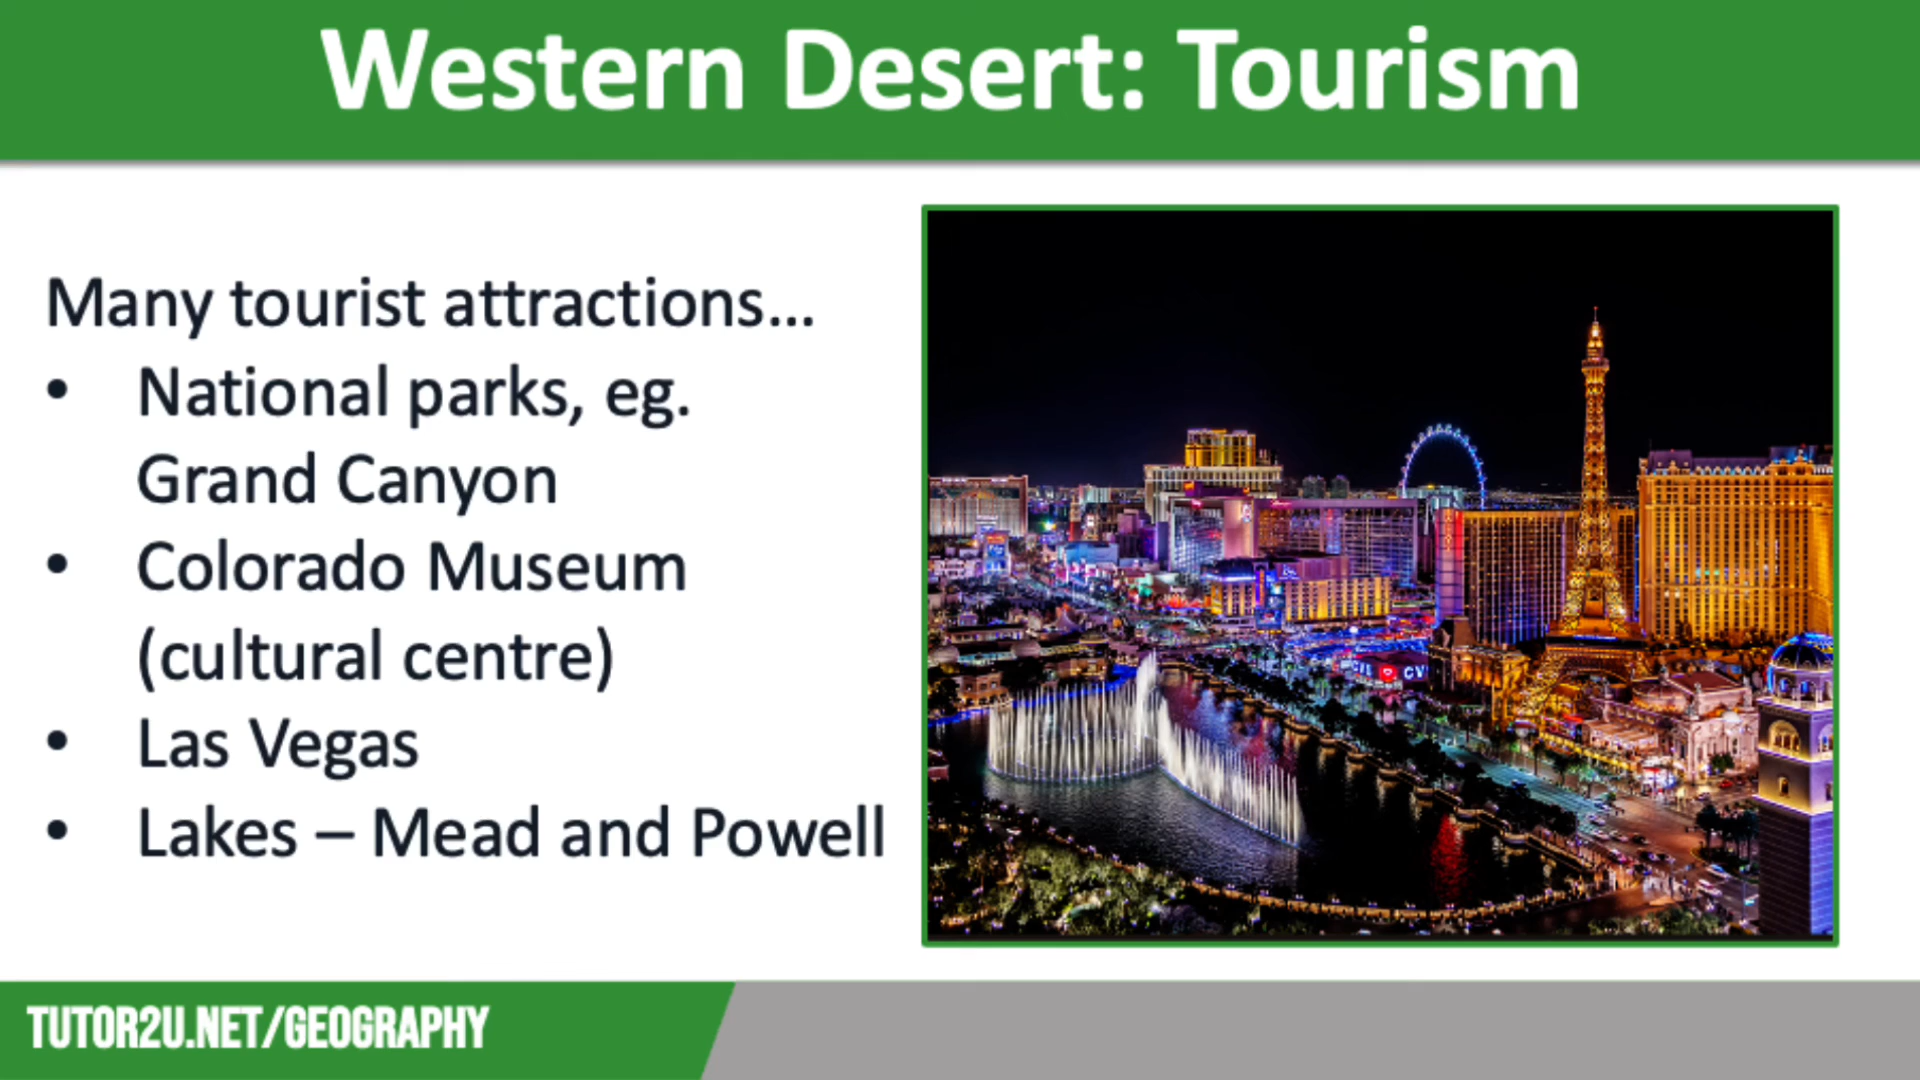 Western Desert: Tourism
Many tourist attractions...
• National parks, eg.
Grand Canyon
• Colorado Museum
(cultural centre)
• Las Vegas
• Lakes – Mead and Powell
TUTOR2U.NET/GEOGRAPHY